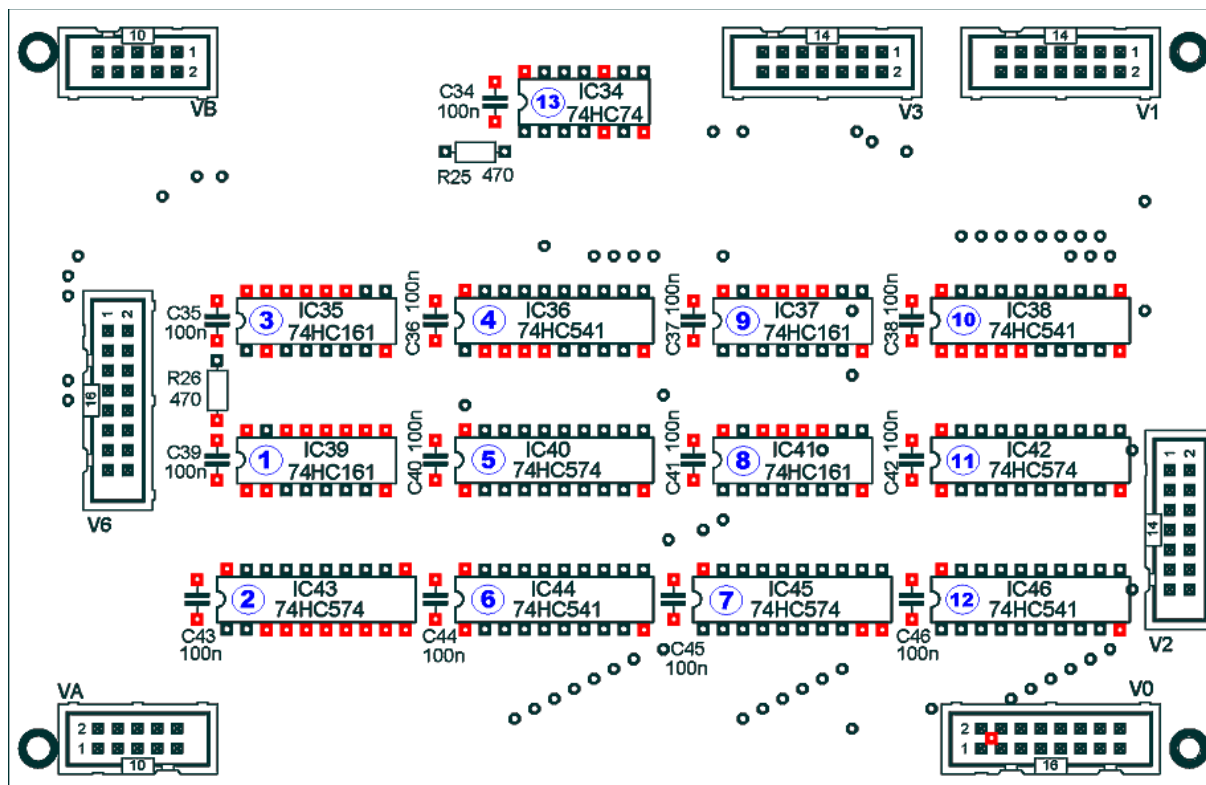 10
1
2
VB
14
1
2
V3
14
1
2
V1
C34
100n
13
IC34
74HC74
R25 470
C35
100n
3
IC35
74HC161
C36 100n
4
IC36
74HC541
C37 100n
9
IC37
74HC161
C38 100n
10
IC38
74HC541
1 2
16
V6
R26
470
C39
100n
1
IC39
74HC161
C40 100n
5
IC40
74HC574
C41 100n
8
IC41
74HC161
C42 100n
11
IC42
74HC574
1 2
14
V2
C43
100n
2
IC43
74HC574
C44
100n
6
IC44
74HC541
C45
100n
7
IC45
74HC574
C46
100n
12
IC46
74HC541
VA
2
1
10
V0
2
1
16